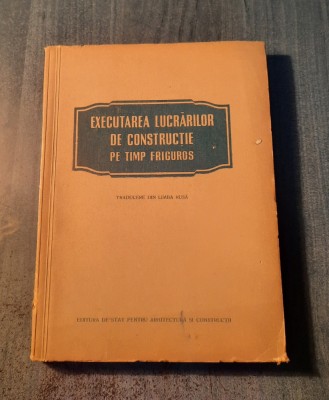 EXECUTAREA LUCRĂRILOR
DE CONSTRUCȚIE
PE TIMP FRIGUROS
TRADUCERE DIN LIMBA RUSĂ
EDITURA DE STAT PENTRU ARHITECTURĂ ȘI CONSTRUCȚII